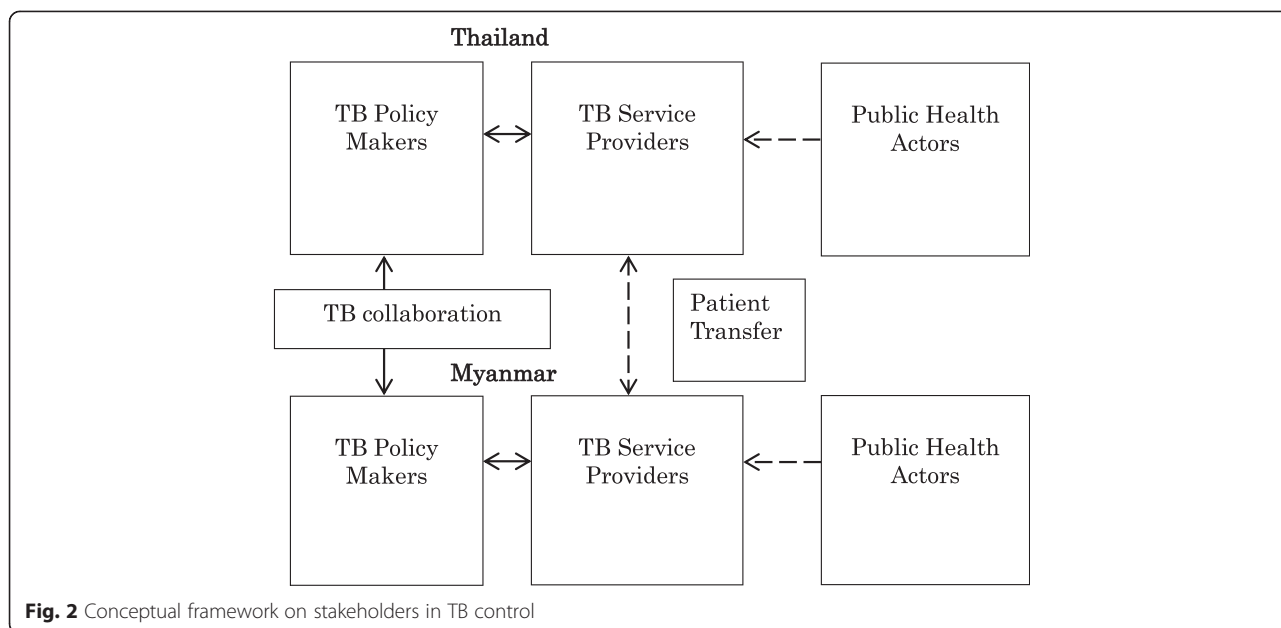 Thailand
TB Policy
Makers
TB Service
Providers
Public Health
Actors
TB collaboration
Patient
Transfer
Myanmar
TB Policy
Makers
TB Service
Providers
Public Health
Actors
Fig. 2 Conceptual framework on stakeholders in TB control